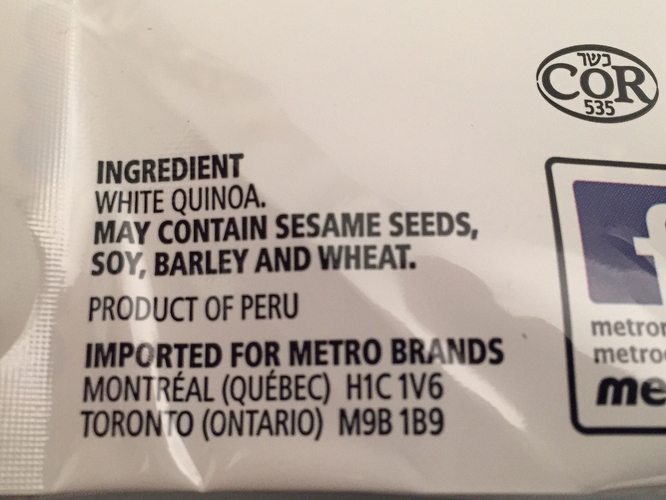 כשר
COR
535
INGREDIENT
WHITE QUINOA.
MAY CONTAIN SESAME SEEDS,
SOY, BARLEY AND WHEAT.
PRODUCT OF PERU
IMPORTED FOR METRO BRANDS
MONTRÉAL (QUÉBEC) H1C 1V6
TORONTO (ONTARIO) M9B 1B9